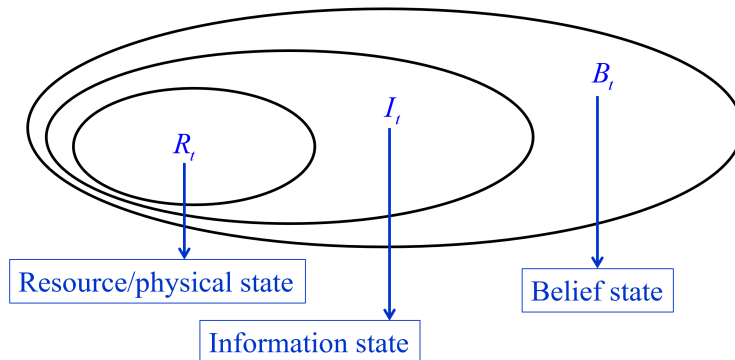 B_t
I_t
R_t
Resource/physical state
Belief state
Information state